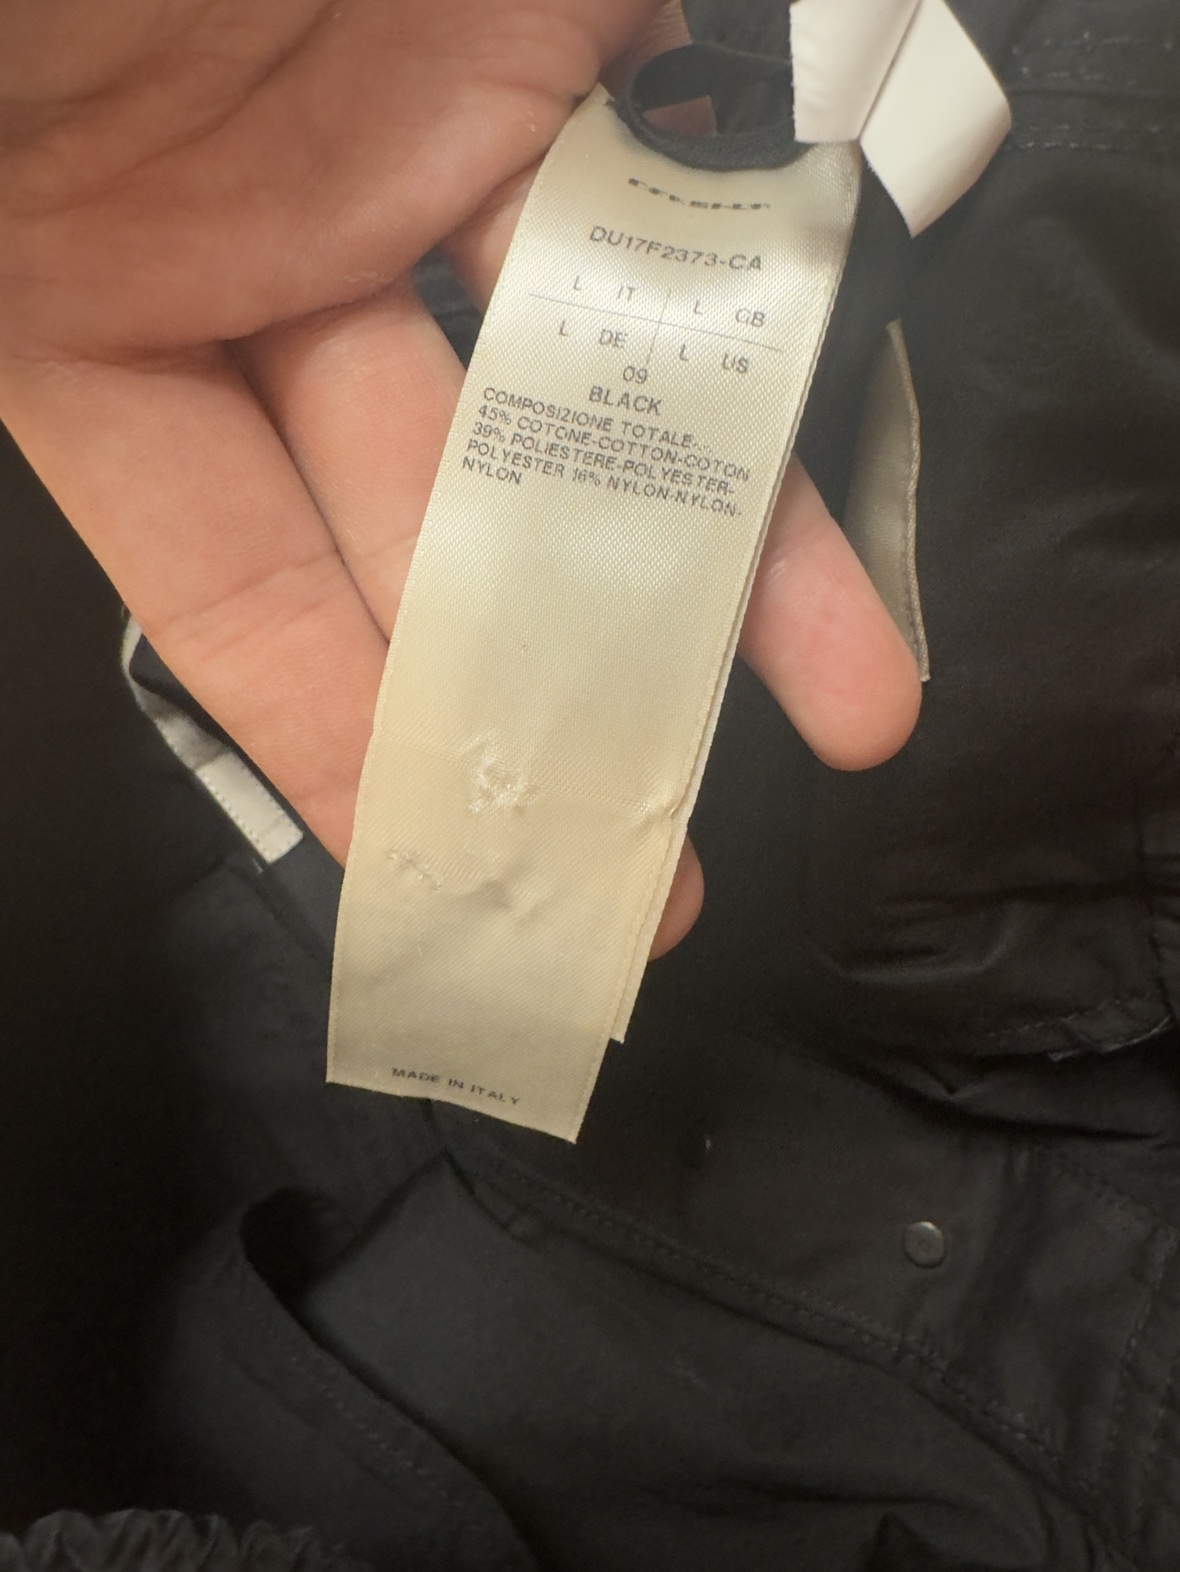 DU17F2373-CA
L IT L GB
L DE L US
09
BLACK
COMPOSIZIONE TOTALE-
45% COTONE-COTTON-COTON
39% POLIESTERE-POLYESTER-
POLYESTER 16% NYLON-NYLON-
NYLON
MADE IN ITALY